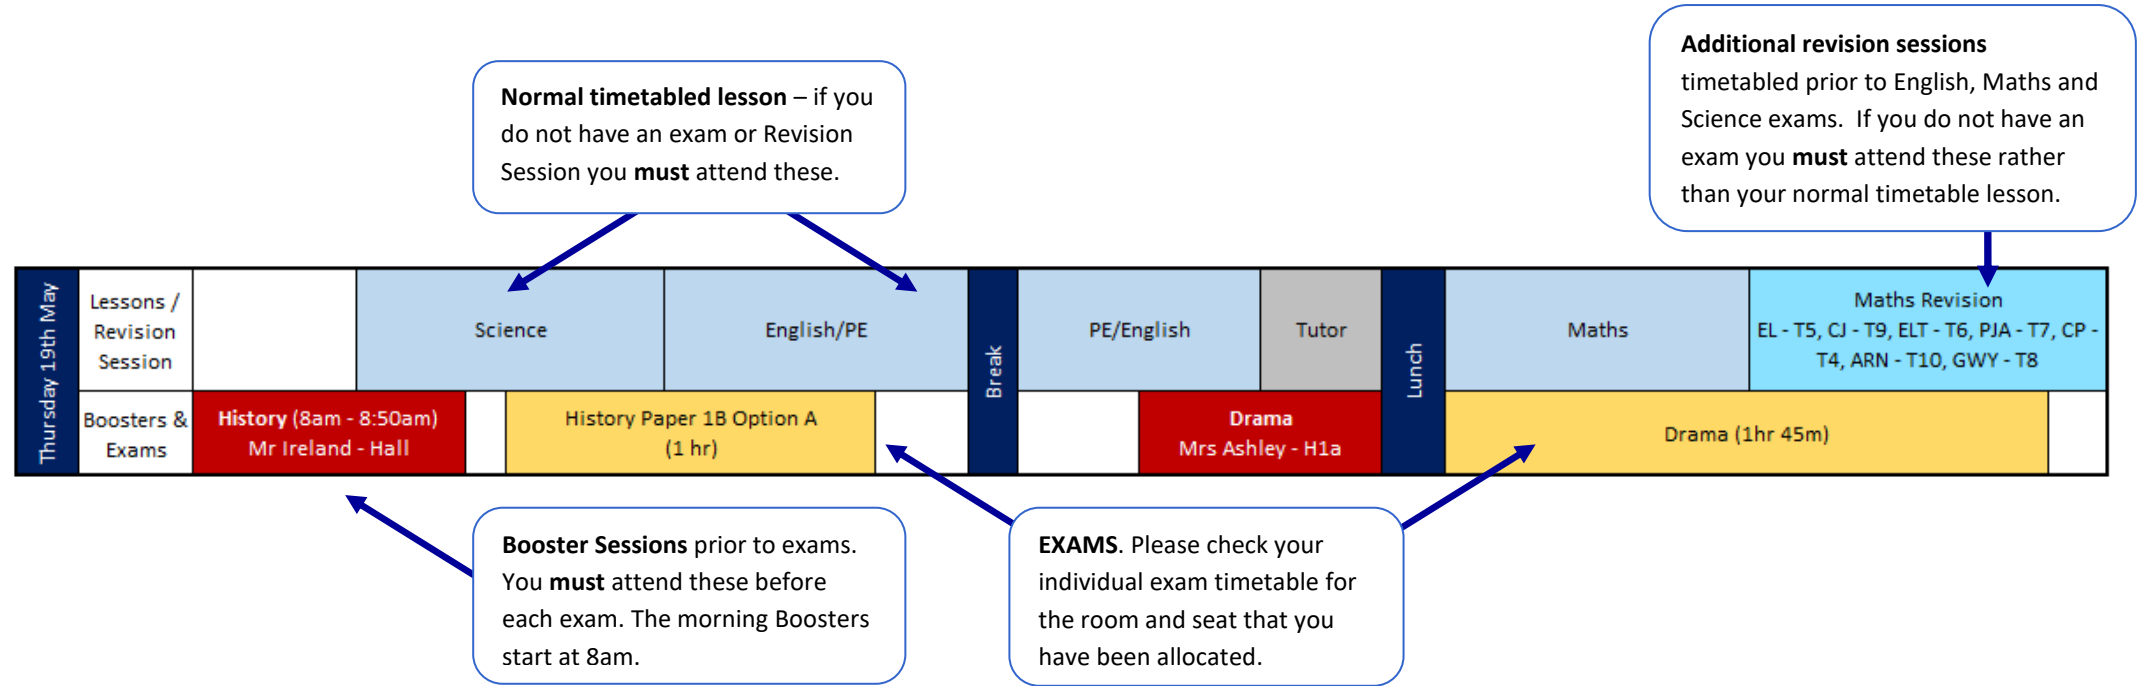 Additional revision sessions
timetabled prior to English, Maths and
Science exams.  If you do not have an
exam you must attend these rather
than your normal timetable lesson.
Normal timetabled lesson – if you
do not have an exam or Revision
Session you must attend these.
Thursday 19th May
Lessons /
Revision
Session
Science
English/PE
Break
PE/English
Tutor
Lunch
Maths
Maths Revision
EL - T5, CJ - T9, ELT - T6, PJA - T7, CP -
T4, ARN - T10, GWY - T8
Boosters &
Exams
History (8am - 8:50am)
Mr Ireland - Hall
History Paper 1B Option A
(1 hr)
Drama
Mrs Ashley - H1a
Drama (1hr 45m)
Booster Sessions prior to exams.
You must attend these before
each exam. The morning Boosters
start at 8am.
EXAMS. Please check your
individual exam timetable for
the room and seat that you
have been allocated.